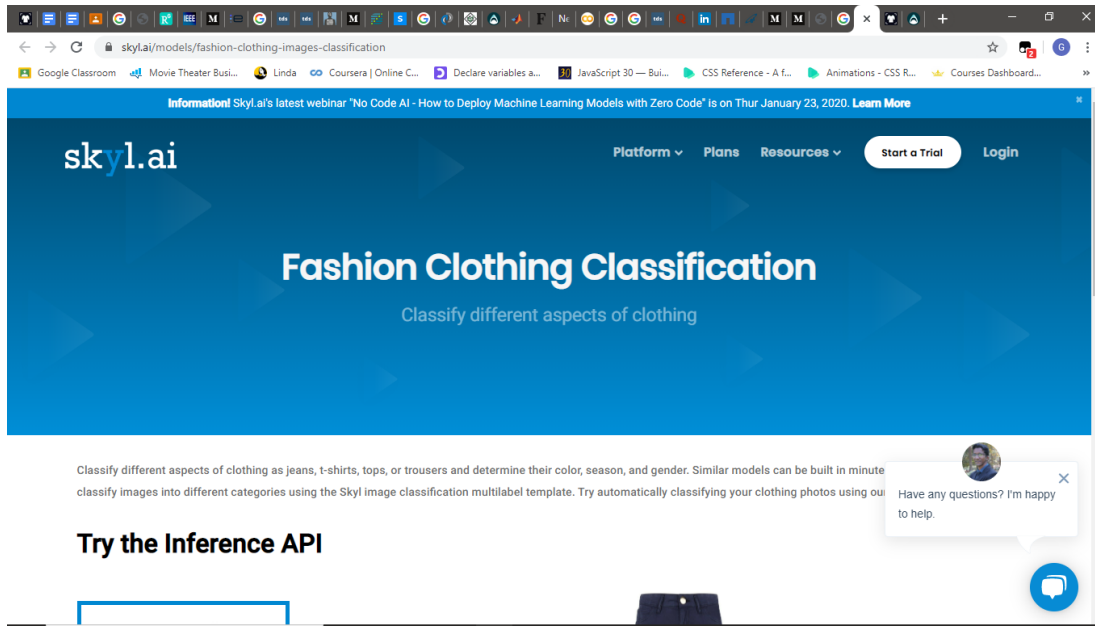 skyl.ai/models/fashion-clothing-images-classification
G
Google Classroom Movie Theater Busi... Linda Coursera | Online C... Declare variables a... JavaScript 30 — Bui... CSS Reference - A f... Animations - CSS R... Courses Dashboard... »
Information! Skyl.ai's latest webinar "No Code AI - How to Deploy Machine Learning Models with Zero Code" is on Thur January 23, 2020. Learn More
skyl.ai Platform Plans Resources Start a Trial Login
Fashion Clothing Classification
Classify different aspects of clothing
Classify different aspects of clothing as jeans, t-shirts, tops, or trousers and determine their color, season, and gender. Similar models can be built in minute
classify images into different categories using the Skyl image classification multilabel template. Try automatically classifying your clothing photos using ou
Have any questions? I'm happy
to help.
Try the Inference API